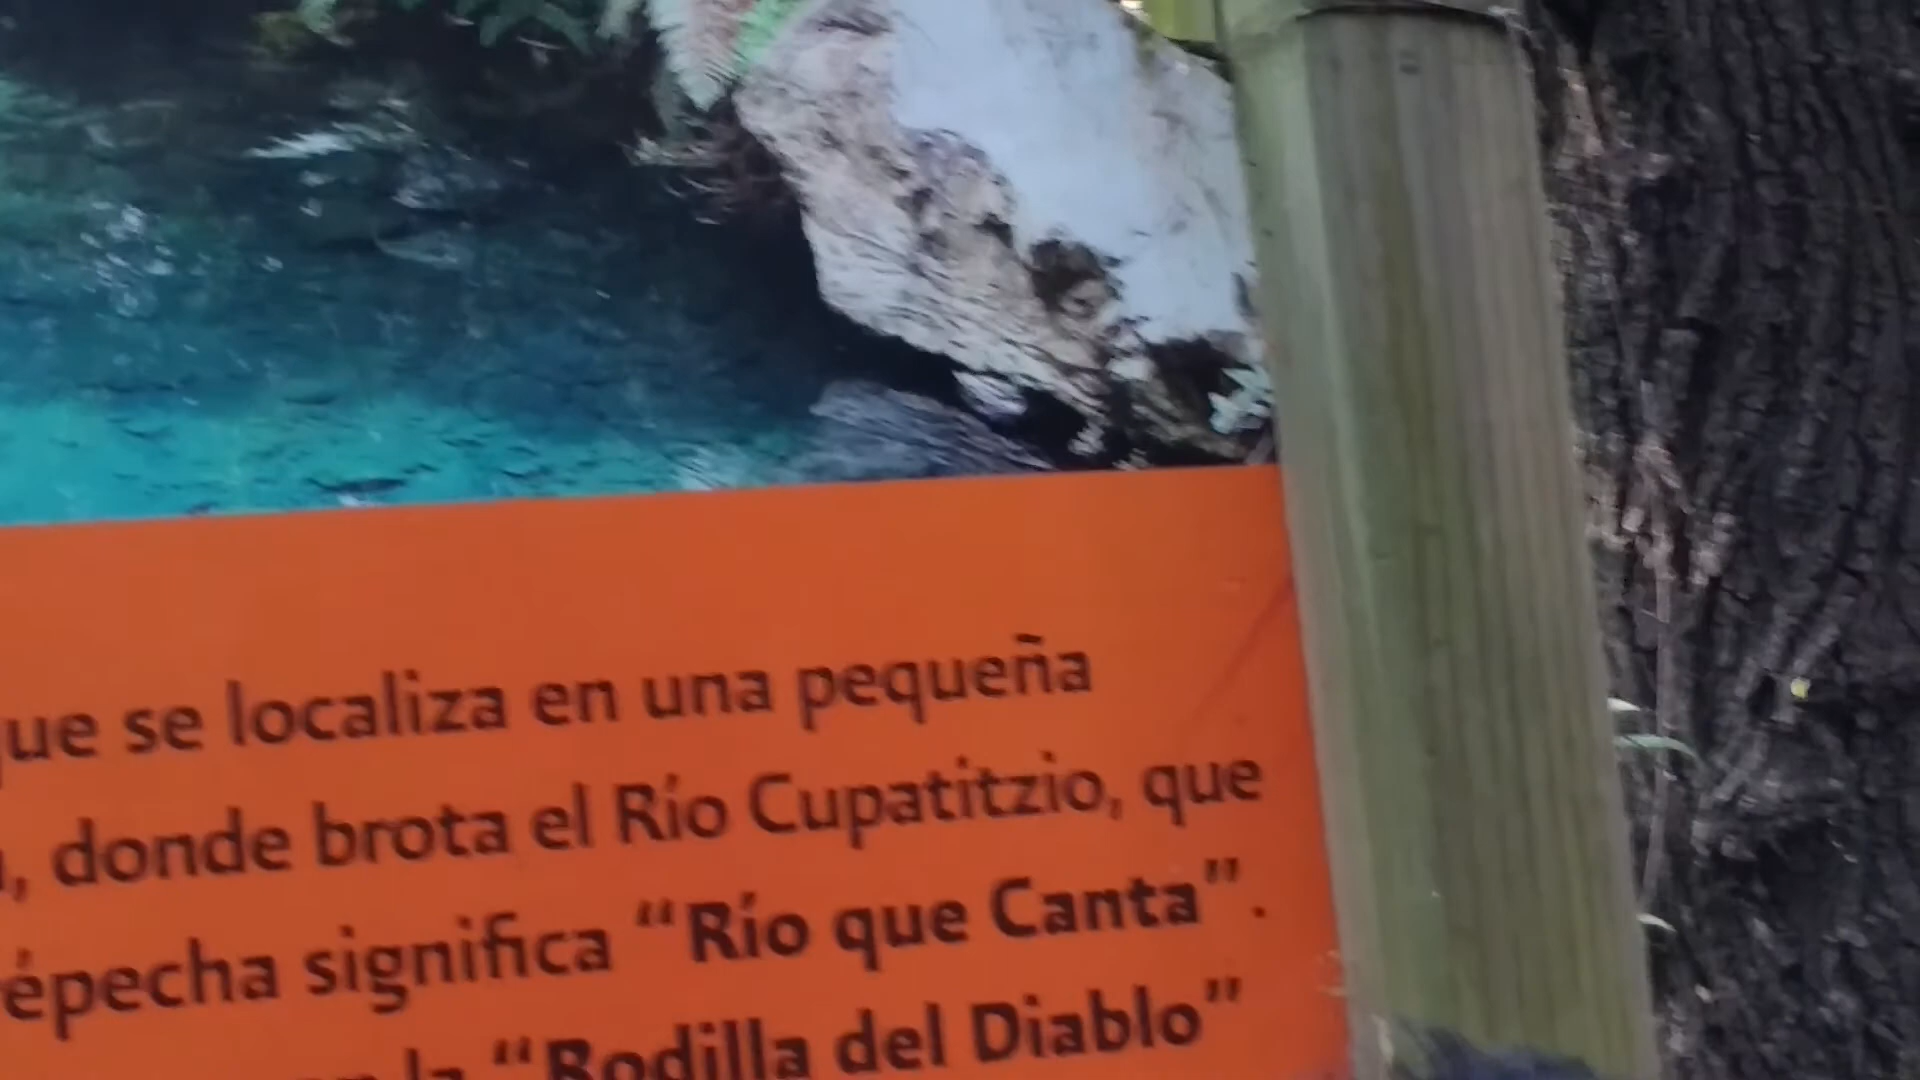 que se localiza en una pequeña
, donde brota el Río Cupatitzio, que
épecha significa “Río que Canta”.
la “Rodilla del Diablo”